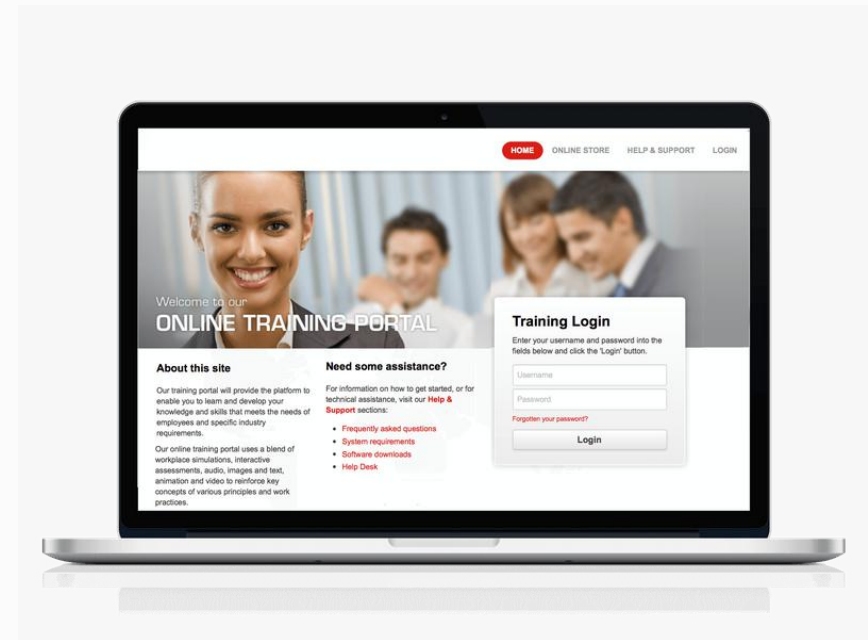 HOME ONLINE STORE HELP & SUPPORT LOGIN
Welcome to our
ONLINE TRAINING PORTAL
About this site
Our training portal will provide the platform to
enable you to learn and develop your
knowledge and skills that meets the needs of
employees and specific industry
requirements.
Our online training portal uses a blend of
workplace simulations, interactive
assessments, audio, images and text,
animation and video to reinforce key
concepts of various principles and work
practices.
Need some assistance?
For information on how to get started, or for
technical assistance, visit our Help &
Support sections:
• Frequently asked questions
• System requirements
• Software downloads
• Help Desk
Training Login
Enter your username and password into the
fields below and click the 'Login' button.
Username
Password
Forgotten your password?
Login